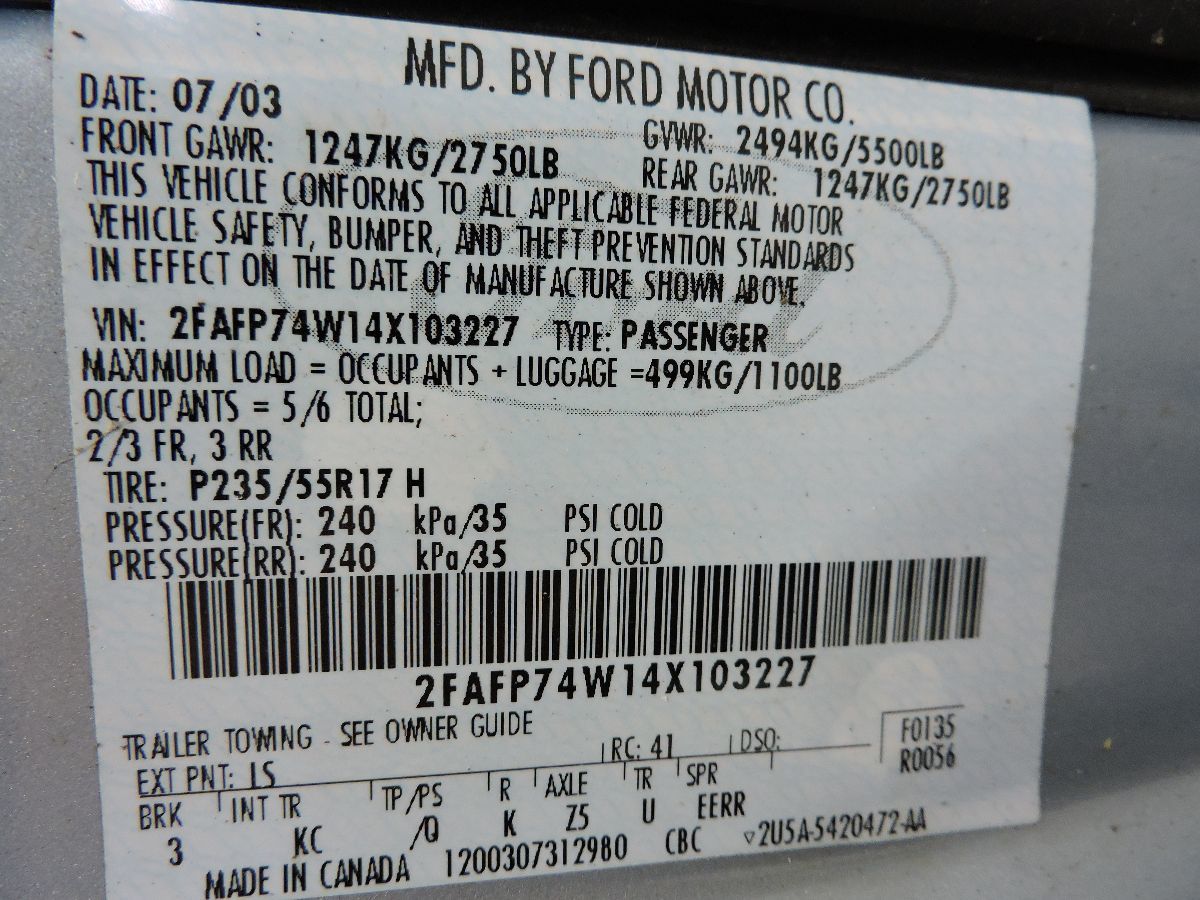 MFD. BY FORD MOTOR CO.
DATE: 07/03
GVWR: 2494KG/5500LB
FRONT GAWR: 1247KG/2750LB
REAR GAWR: 1247KG/2750LB
THIS VEHICLE CONFORMS TO ALL APPLICABLE FEDERAL MOTOR
VEHICLE SAFETY, BUMPER, AND THEFT PREVENTION STANDARDS
IN EFFECT ON THE DATE OF MANUFACTURE SHOWN ABOVE.
VIN: 2FAFP74W14X103227 TYPE: PASSENGER
MAXIMUM LOAD = OCCUPANTS + LUGGAGE =499KG/1100LB
OCCUPANTS = 5/6 TOTAL;
2/3 FR, 3 RR
TIRE: P235/55R17 H
PRESSURE(FR): 240 kPa/35 PSI COLD
PRESSURE(RR): 240 kPa/35 PSI COLD
2FAFP74W14X103227
TRAILER TOWING - SEE OWNER GUIDE
F0135
EXT PNT: LS RC: 41 DSO:
R0056
BRK INT TR TP/PS R AXLE TR SPR
3 KC /Q K Z5 U EERR
MADE IN CANADA 1200307312980 CBC 2U5A-5420472-AA